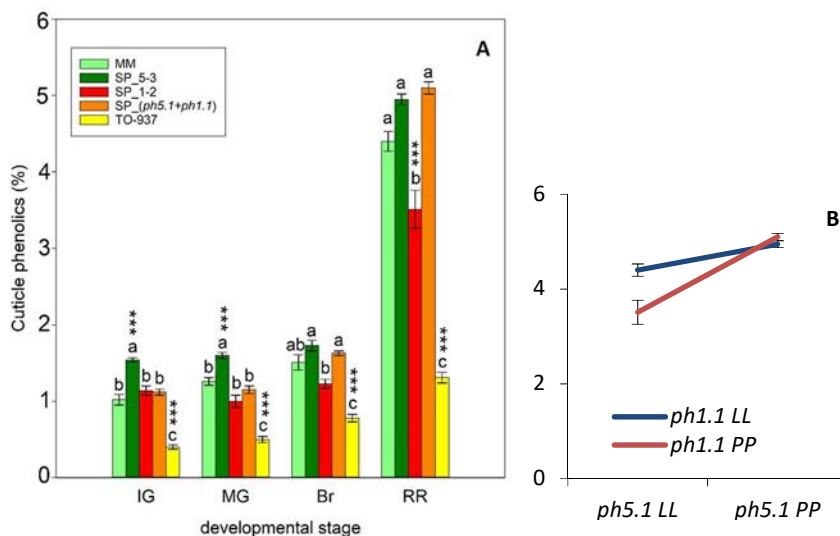 6
5
4
3
2
1
0
Cuticle phenolics (%)
A
MM
SP_5-3
SP_1-2
SP_(ph5.1+ph1.1)
TO-937
b
*** a
b
b
*** c
b
*** a
b
b
*** c
ab
a
b
a
*** c
a
a
*** b
a
*** c
IG MG Br RR
developmental stage
B
6
4
2
0
ph1.1 LL
ph1.1 PP
ph5.1 LL ph5.1 PP